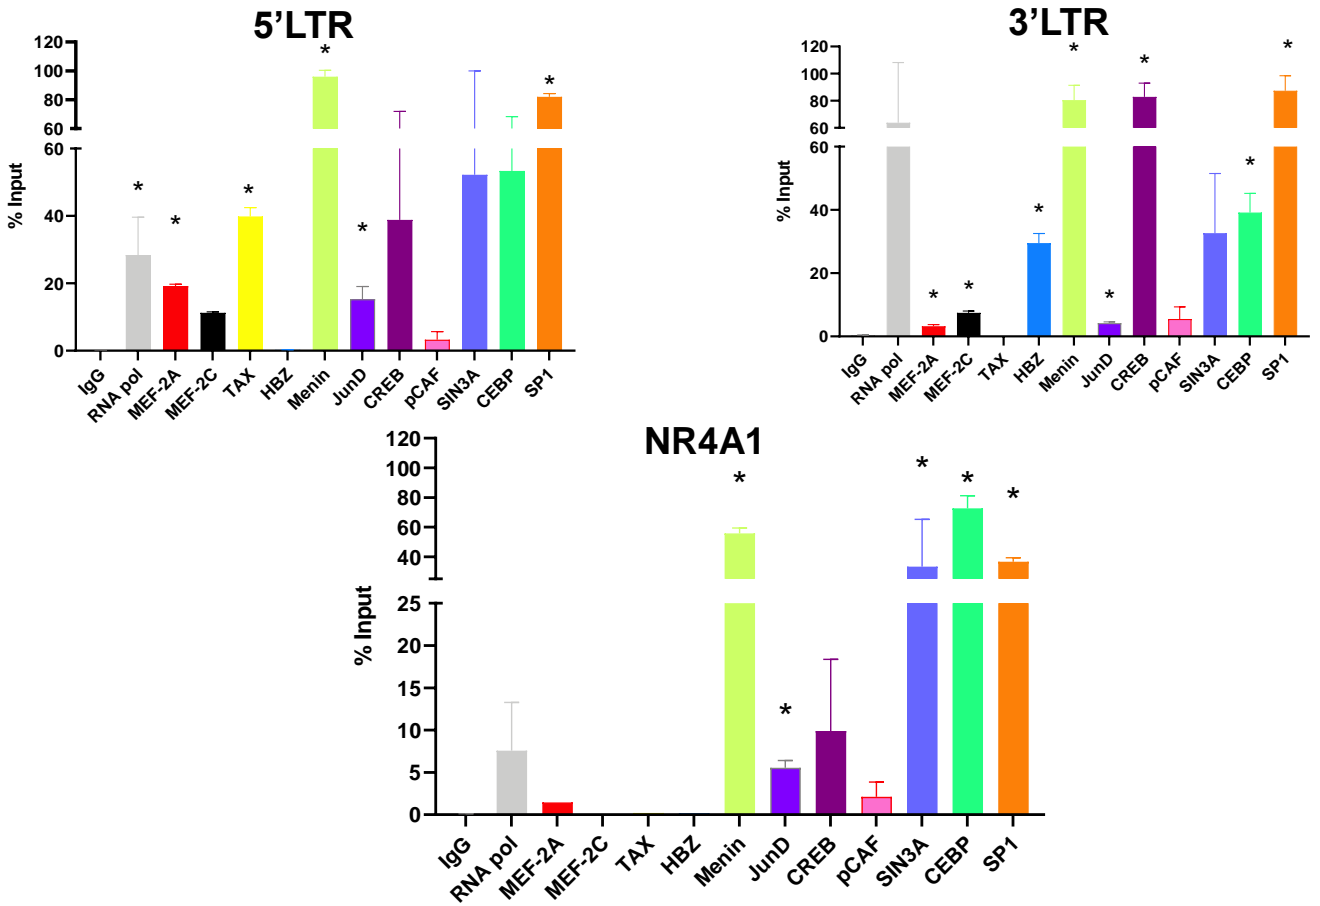 5'LTR
120
100
80
60
60
40
20
0
% Input
* * * * * * *
IgG RNA pol MEF-2A MEF-2C TAX HBZ Menin JunD CREB pCAF SIN3A CEBP SP1
3'LTR
120
100
80
60
60
40
20
0
% Input
* * * * * * * *
IgG RNA pol MEF-2A MEF-2C TAX HBZ Menin JunD CREB pCAF SIN3A CEBP SP1
NR4A1
120
100
80
60
40
25
20
15
10
5
0
% Input
* * * * *
IgG RNA pol MEF-2A MEF-2C TAX HBZ Menin JunD CREB pCAF SIN3A CEBP SP1